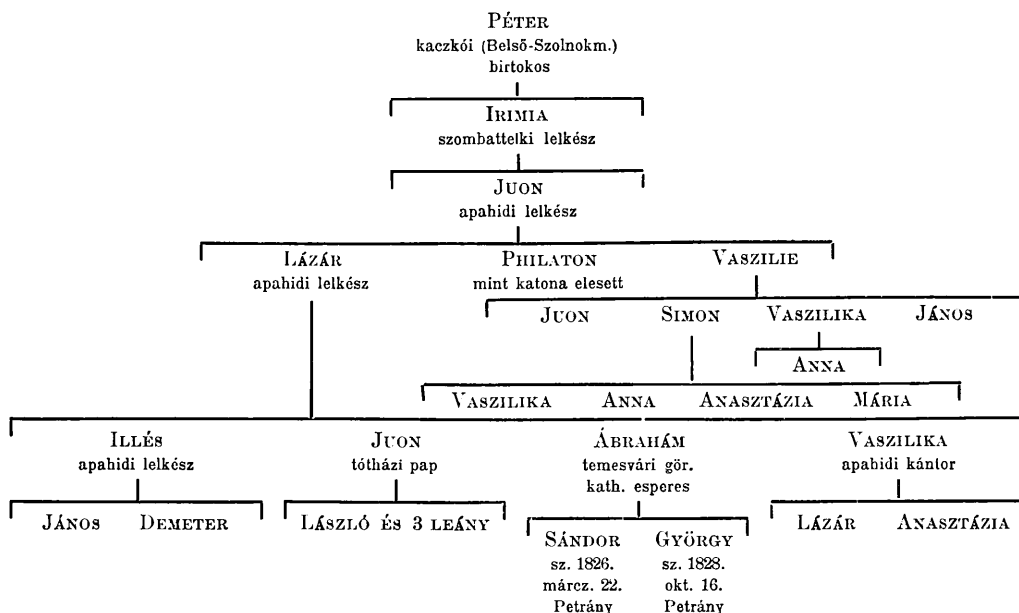 PÉTER
kaczkói (Belső-Szolnokm.)
birtokos
IRIMIA
szombattelki lelkész
JUON
apahidi lelkész
LÁZÁR PHILATON VASZILIE
apahidi lelkész mint katona elesett
JUON SIMON VASZILIKA JÁNOS
ANNA
VASZILIKA ANNA ANASZTÁZIA MÁRIA
ILLÉS JUON ÁBRAHÁM VASZILIKA
apahidi lelkész tótházi pap temesvári gör. apahidi kántor
kath. esperes
JÁNOS DEMETER LÁSZLÓ ÉS 3 LEÁNY LÁZÁR ANASZTÁZIA
SÁNDOR GYÖRGY
sz. 1826. sz. 1828.
márcz. 22. okt. 16.
Petrány Petrány